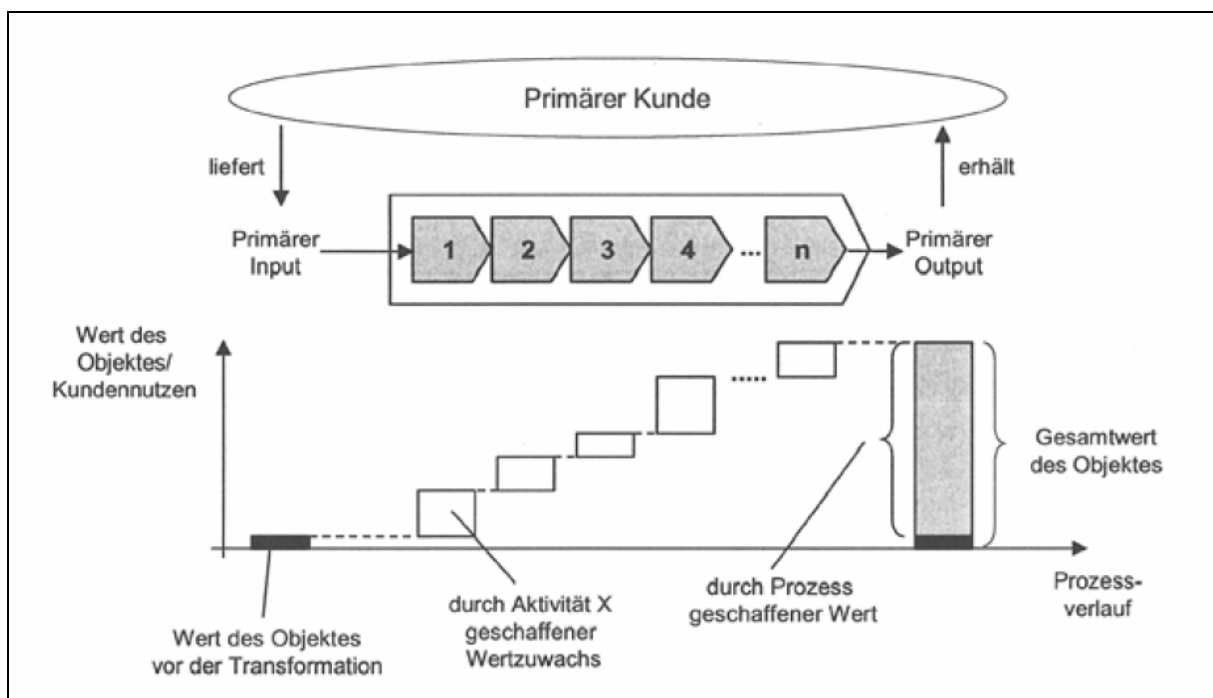 Primärer Kunde
liefert
erhält
Primärer
Input
1
2
3
4
...
n
Primärer
Output
Wert des
Objektes/
Kundennutzen
.....
Gesamtwert
des Objektes
durch Aktivität X
geschaffener
Wertzuwachs
durch Prozess
geschaffener Wert
Prozess-
verlauf
Wert des Objektes
vor der Transformation